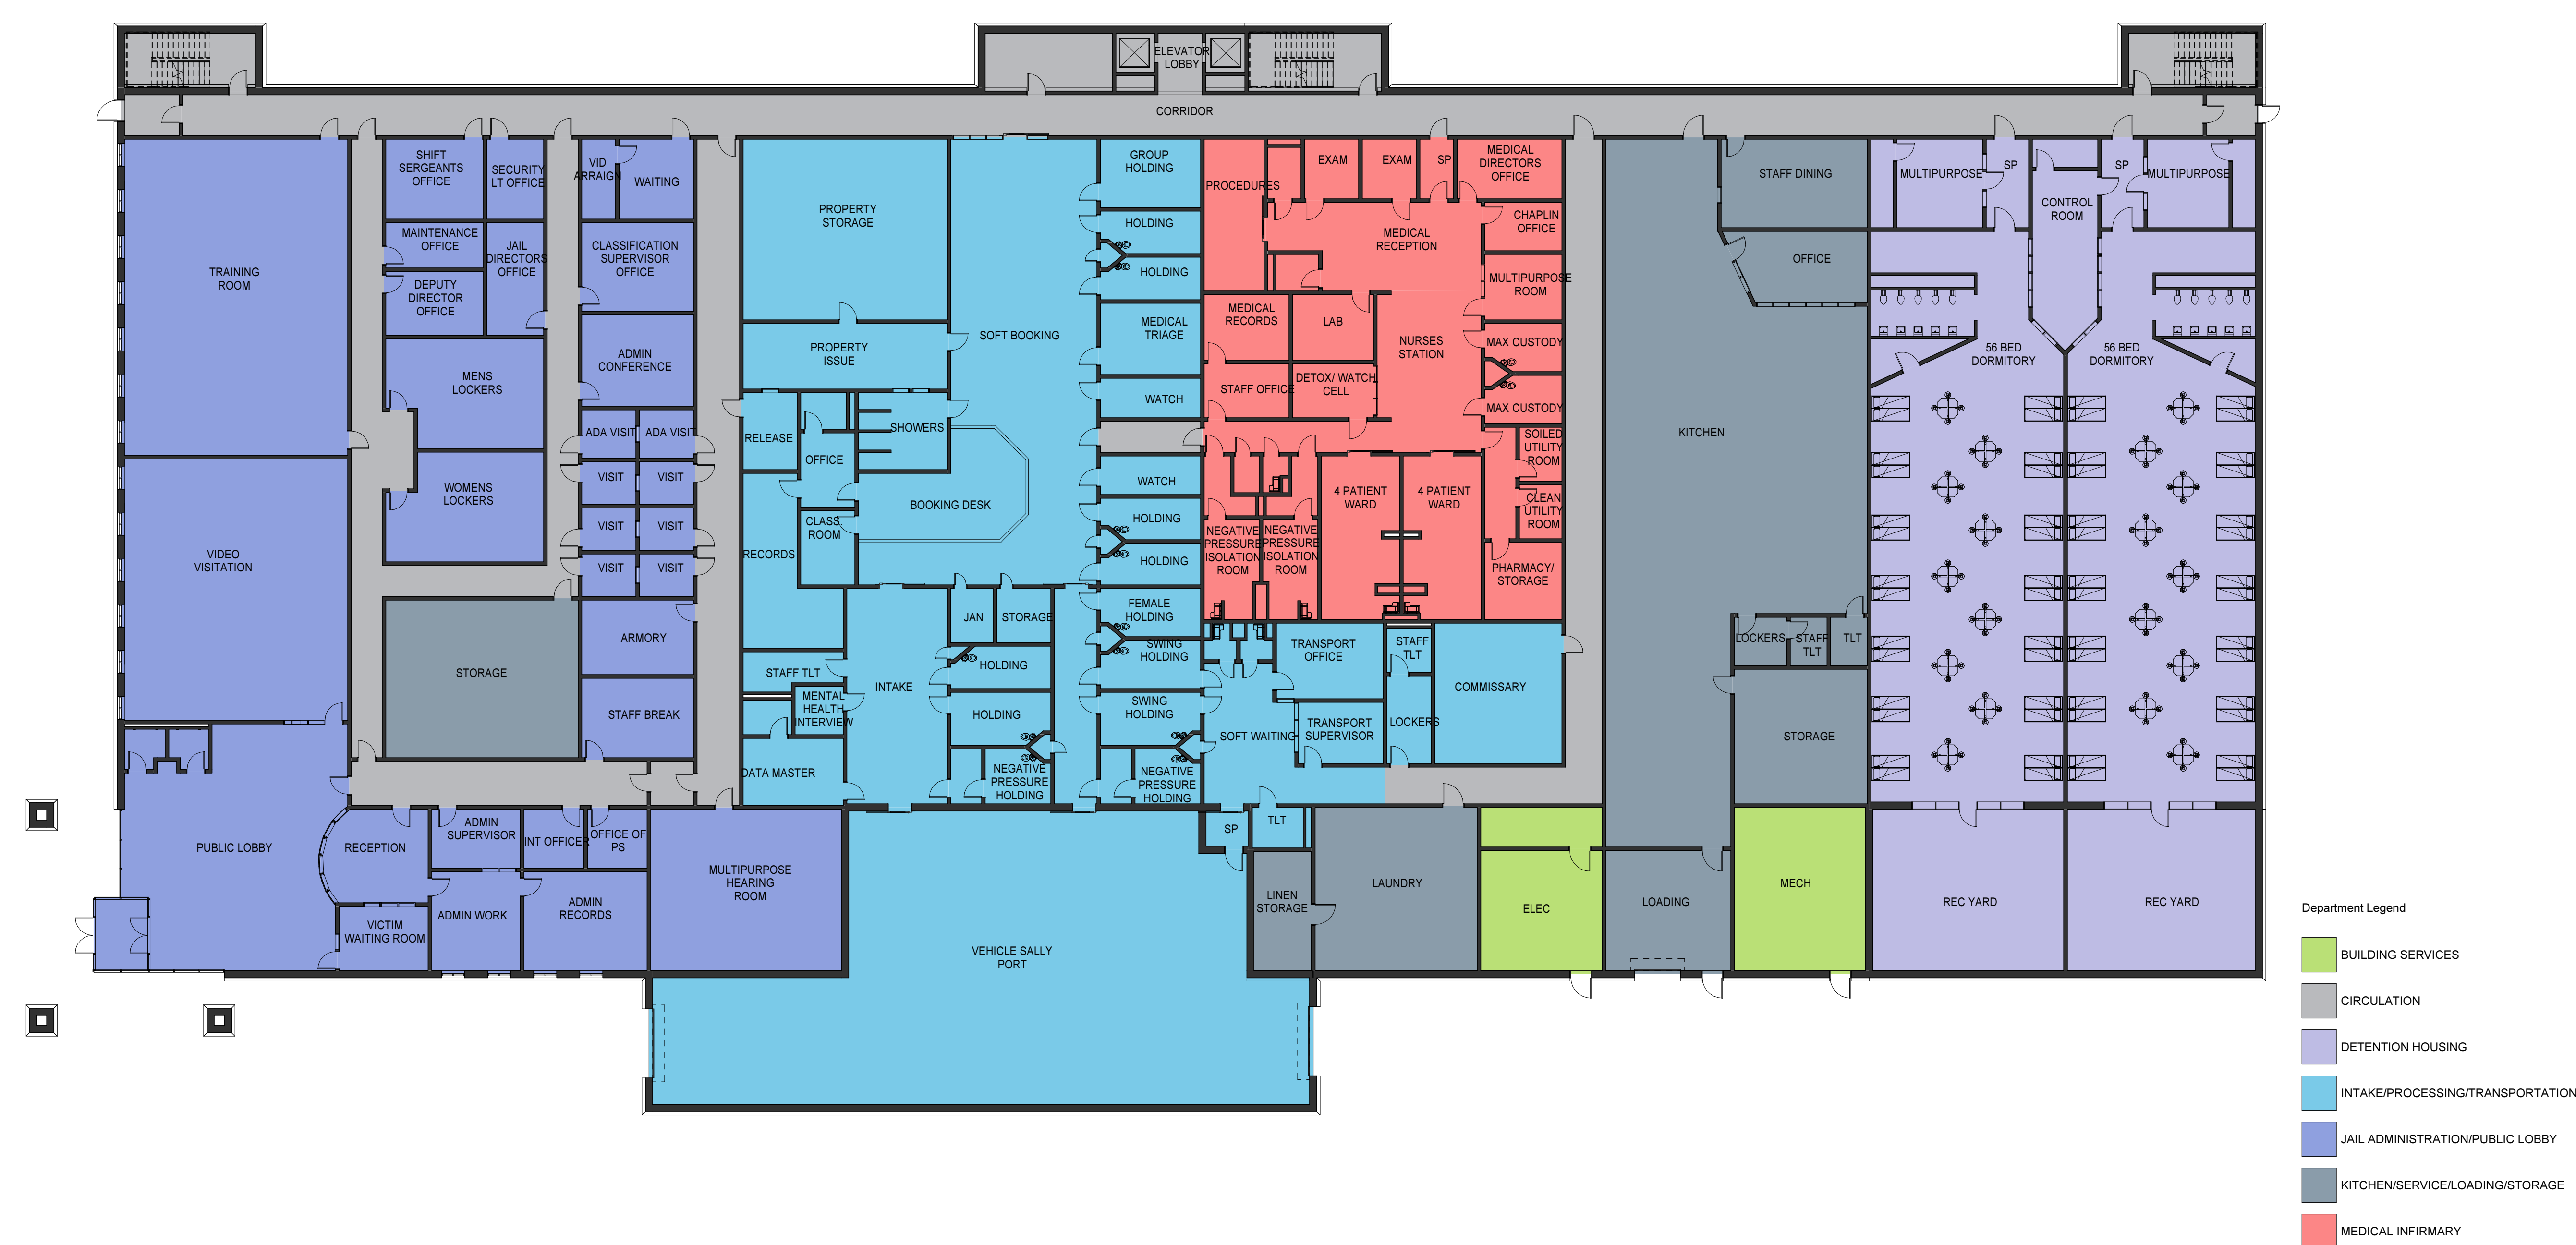 ELEVATOR
LOBBY
CORRIDOR
TRAINING
ROOM
VIDEO
VISITATION
PUBLIC LOBBY
SHIFT
SERGEANTS
OFFICE
SECURITY
LT OFFICE
MAINTENANCE
OFFICE
DEPUTY
DIRECTOR
OFFICE
JAIL
DIRECTORS
OFFICE
MENS
LOCKERS
WOMENS
LOCKERS
STORAGE
VID
ARRAIGN
WAITING
CLASSIFICATION
SUPERVISOR
OFFICE
ADMIN
CONFERENCE
ADA VISIT
ADA VISIT
VISIT
VISIT
VISIT
VISIT
VISIT
VISIT
ARMORY
STAFF BREAK
RECEPTION
ADMIN
SUPERVISOR
INT OFFICER
OFFICE OF
PS
VICTIM
WAITING ROOM
ADMIN WORK
ADMIN
RECORDS
MULTIPURPOSE
HEARING
ROOM
PROPERTY
STORAGE
PROPERTY
ISSUE
RELEASE
OFFICE
SHOWERS
CLASS.
ROOM
RECORDS
BOOKING DESK
SOFT BOOKING
STAFF TLT
MENTAL
HEALTH
INTERVIEW
DATA MASTER
INTAKE
JAN
STORAGE
HOLDING
HOLDING
NEGATIVE
PRESSURE
HOLDING
GROUP
HOLDING
HOLDING
HOLDING
MEDICAL
TRIAGE
WATCH
WATCH
HOLDING
HOLDING
FEMALE
HOLDING
SWING
HOLDING
SWING
HOLDING
NEGATIVE
PRESSURE
HOLDING
VEHICLE SALLY
PORT
PROCEDURES
EXAM
EXAM
SP
MEDICAL
DIRECTORS
OFFICE
MEDICAL
RECEPTION
CHAPLIN
OFFICE
MULTIPURPOSE
ROOM
MEDICAL
RECORDS
LAB
NURSES
STATION
MAX CUSTODY
MAX CUSTODY
STAFF OFFICE
DETOX/ WATCH
CELL
SOILED
UTILITY
ROOM
CLEAN
UTILITY
ROOM
4 PATIENT
WARD
4 PATIENT
WARD
NEGATIVE
PRESSURE
ISOLATION
ROOM
NEGATIVE
PRESSURE
ISOLATION
ROOM
PHARMACY/
STORAGE
TRANSPORT
OFFICE
STAFF
TLT
COMMISSARY
LOCKERS
TRANSPORT
SUPERVISOR
SOFT WAITING
SP
TLT
LINEN
STORAGE
LAUNDRY
ELEC
LOADING
MECH
KITCHEN
STAFF DINING
OFFICE
LOCKERS
STAFF
TLT
TLT
STORAGE
MULTIPURPOSE
SP
CONTROL
ROOM
SP
MULTIPURPOSE
56 BED
DORMITORY
56 BED
DORMITORY
REC YARD
REC YARD
Department Legend
BUILDING SERVICES
CIRCULATION
DETENTION HOUSING
INTAKE/PROCESSING/TRANSPORTATION
JAIL ADMINISTRATION/PUBLIC LOBBY
KITCHEN/SERVICE/LOADING/STORAGE
MEDICAL INFIRMARY